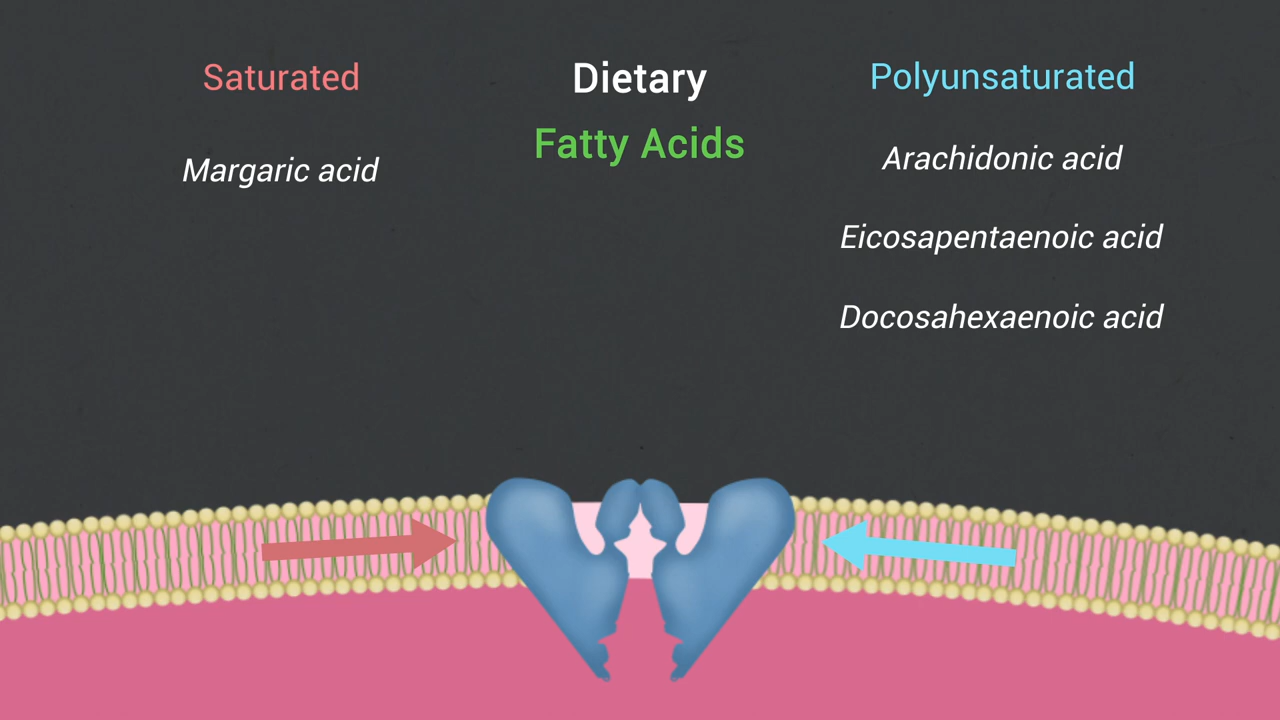 Saturated
Margaric acid
Dietary
Fatty Acids
Polyunsaturated
Arachidonic acid
Eicosapentaenoic acid
Docosahexaenoic acid